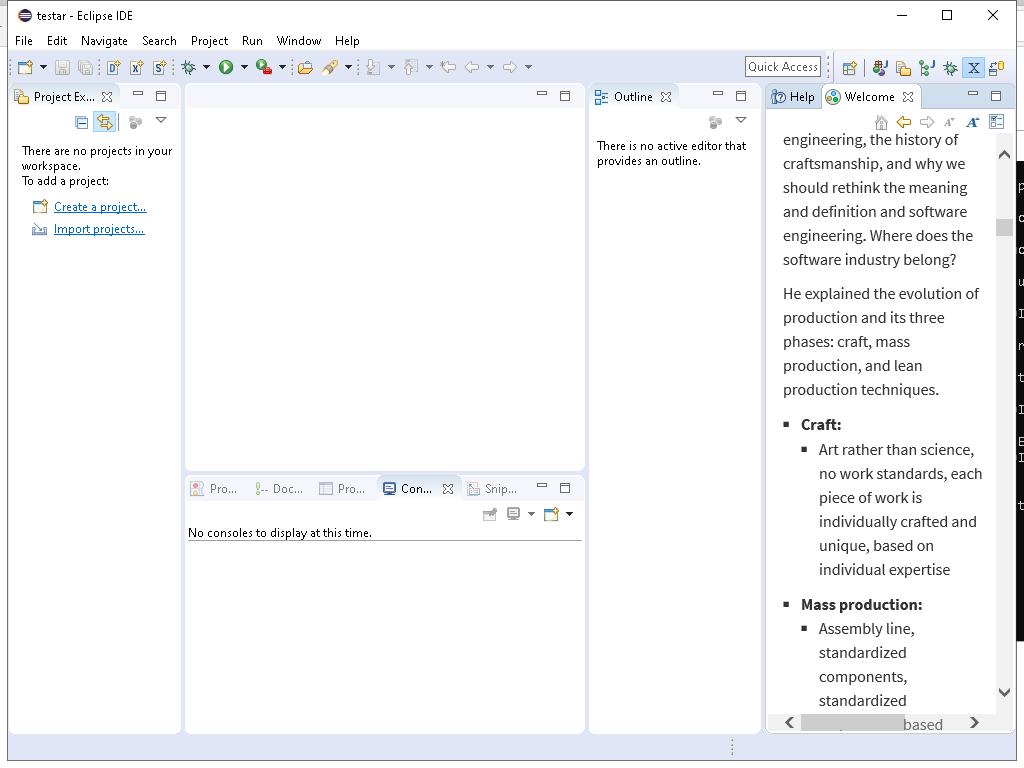 testar - Eclipse IDE
File Edit Navigate Search Project Run Window Help
Quick Access
Project Ex...
There are no projects in your
workspace.
To add a project:
Create a project...
Import projects...
Outline
There is no active editor that
provides an outline.
Pro... Doc... Pro... Con... Snip...
No consoles to display at this time.
Help Welcome
engineering, the history of
craftsmanship, and why we
should rethink the meaning
and definition and software
engineering. Where does the
software industry belong?
He explained the evolution of
production and its three
phases: craft, mass
production, and lean
production techniques.
▪ Craft:
▪ Art rather than science,
no work standards, each
piece of work is
individually crafted and
unique, based on
individual expertise
▪ Mass production:
▪ Assembly line,
standardized
components,
standardized
based